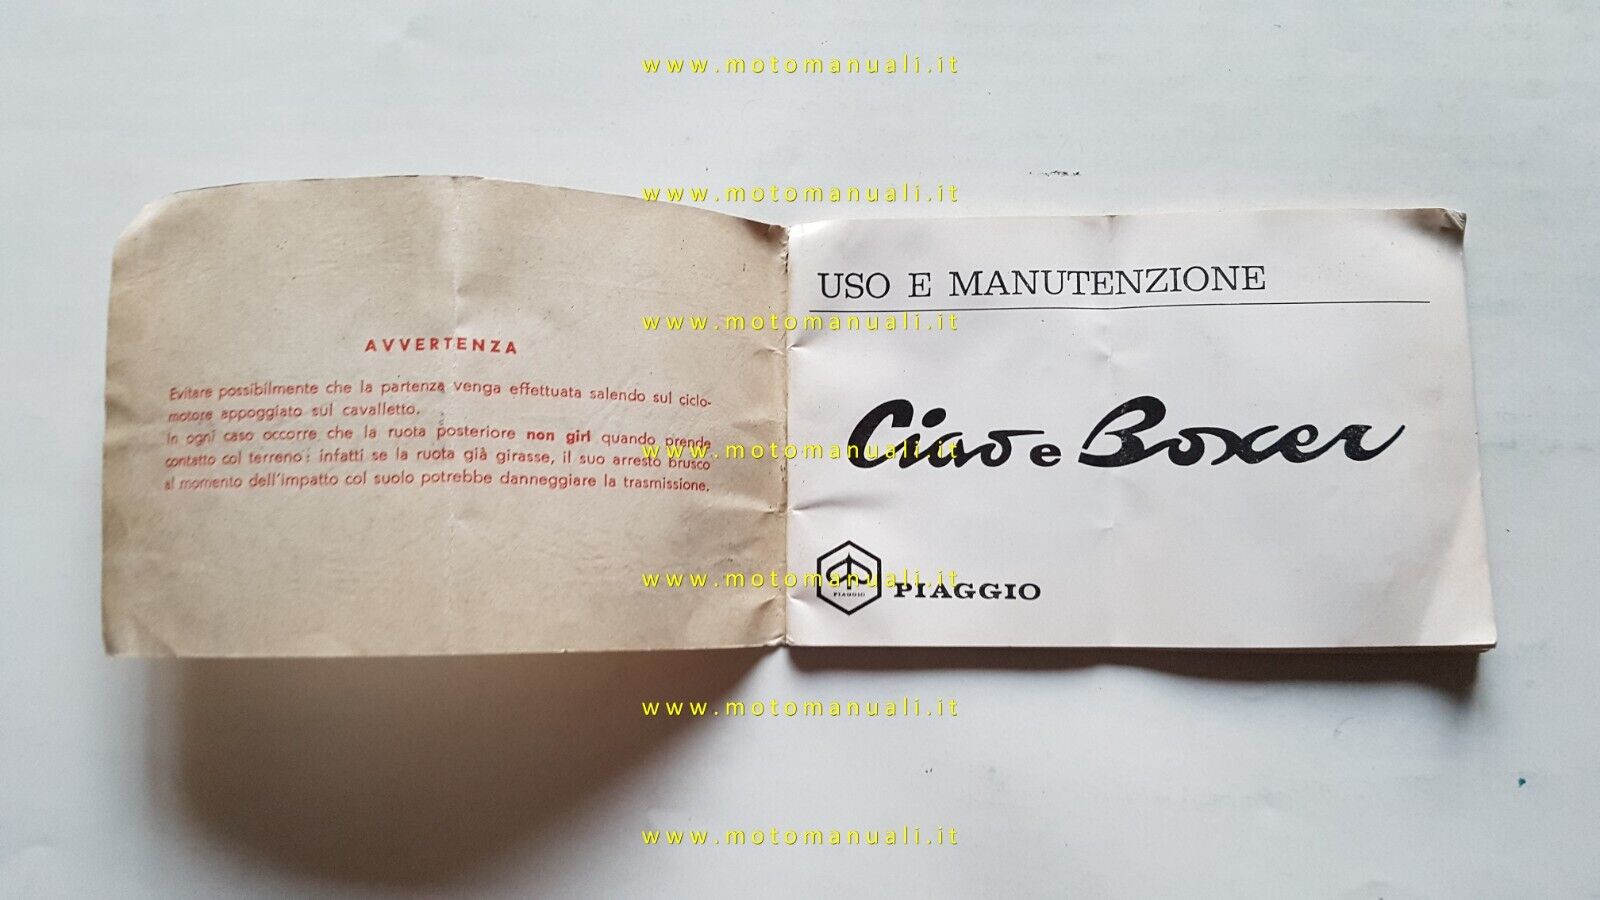 www.motomanuali.it
www.motomanuali.it
www.motomanuali.it
www.motomanuali.it
www.motomanuali.it
www.motomanuali.it
www.motomanuali.it
AVVERTENZA
Evitare possibilmente che la partenza venga effettuata salendo sul ciclo-
motore appoggiato sul cavalletto.
In ogni caso occorre che la ruota posteriore non giri quando prende
contatto col terreno: infatti se la ruota già girasse, il suo arresto brusco
al momento dell'impatto col suolo potrebbe danneggiare la trasmissione.
USO E MANUTENZIONE
Ciao e Boxer
PIAGGIO
PIAGGIO